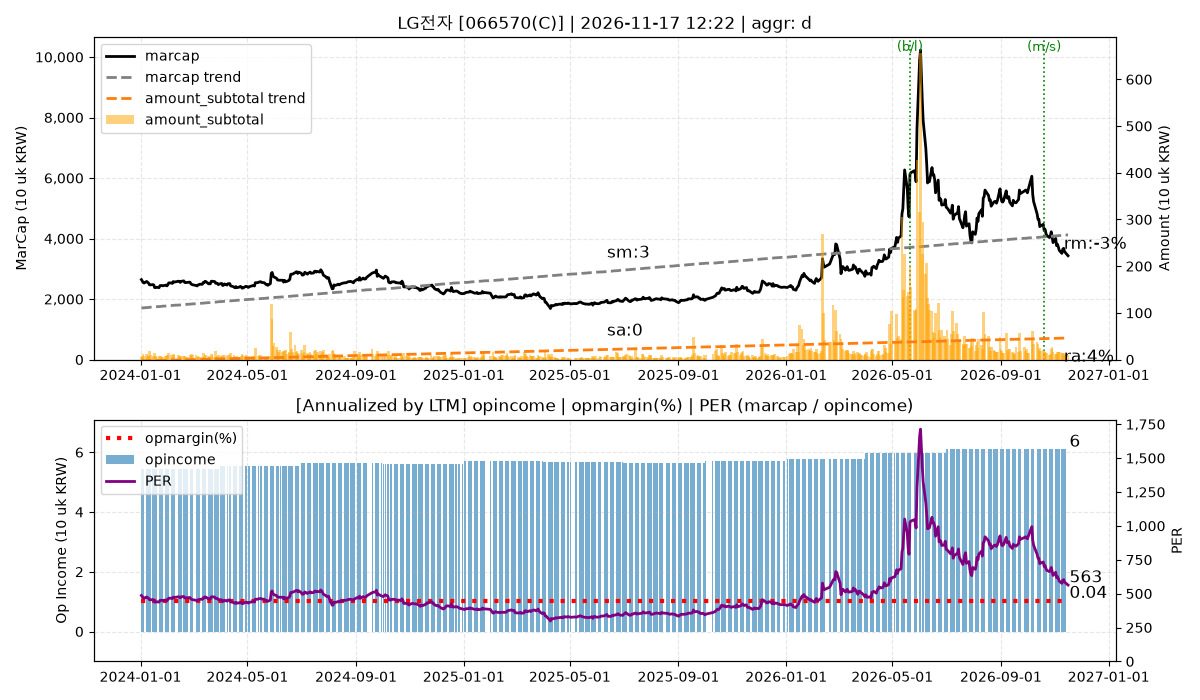 LG전자 [066570(C)] | 2026-11-17 12:22 | aggr: d
(b/l)
(m/s)
marcap
marcap trend
amount_subtotal trend
amount_subtotal
10,000
8,000
6,000
4,000
2,000
0
MarCap (10 uk KRW)
600
500
400
300
200
100
0
Amount (10 uk KRW)
sm:3
sa:0
rm:-3%
ra:4%
2024-01-01
2024-05-01
2024-09-01
2025-01-01
2025-05-01
2025-09-01
2026-01-01
2026-05-01
2026-09-01
2027-01-01
[Annualized by LTM] opincome | opmargin(%) | PER (marcap / opincome)
opmargin(%)
opincome
PER
6
4
2
0
Op Income (10 uk KRW)
1,750
1,500
1,250
1,000
750
500
250
0
PER
6
563
0.04
2024-01-01
2024-05-01
2024-09-01
2025-01-01
2025-05-01
2025-09-01
2026-01-01
2026-05-01
2026-09-01
2027-01-01